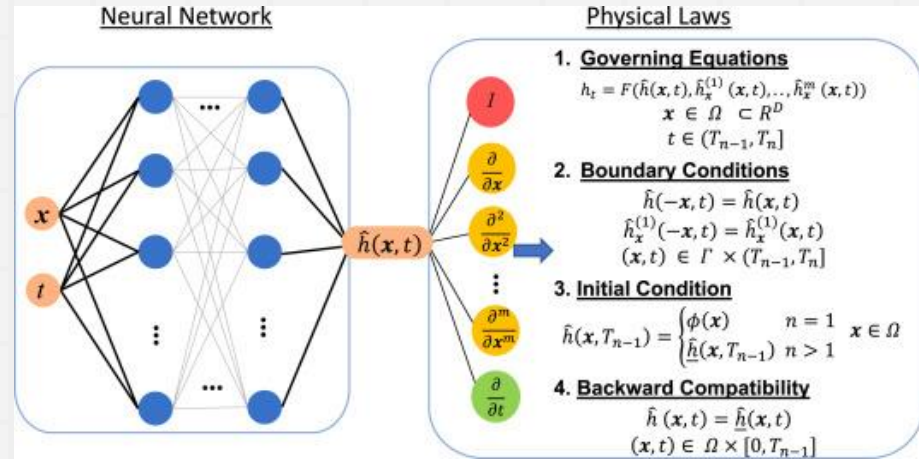 Neural Network
Physical Laws
x
t
...
...
⋮
⋮
ĥ(x,t)
I
∂/∂x
∂²/∂x²
⋮
∂ᵐ/∂xᵐ
∂/∂t
1. Governing Equations
hₜ = F(ĥ(x,t), ĥₓ⁽¹⁾ (x,t),.., ĥₓᵐ (x,t))
x ∈ Ω ⊂ Rᴰ
t ∈ (Tₙ₋₁, Tₙ]
2. Boundary Conditions
ĥ(−x,t) = ĥ(x,t)
ĥₓ⁽¹⁾(−x,t) = ĥₓ⁽¹⁾(x,t)
(x,t) ∈ Γ × (Tₙ₋₁, Tₙ]
3. Initial Condition
ĥ(x,Tₙ₋₁) = { ϕ(x) n = 1
ĥ̲(x,Tₙ₋₁) n > 1 x ∈ Ω
4. Backward Compatibility
ĥ (x,t) = ĥ̲(x,t)
(x,t) ∈ Ω × [0,Tₙ₋₁]